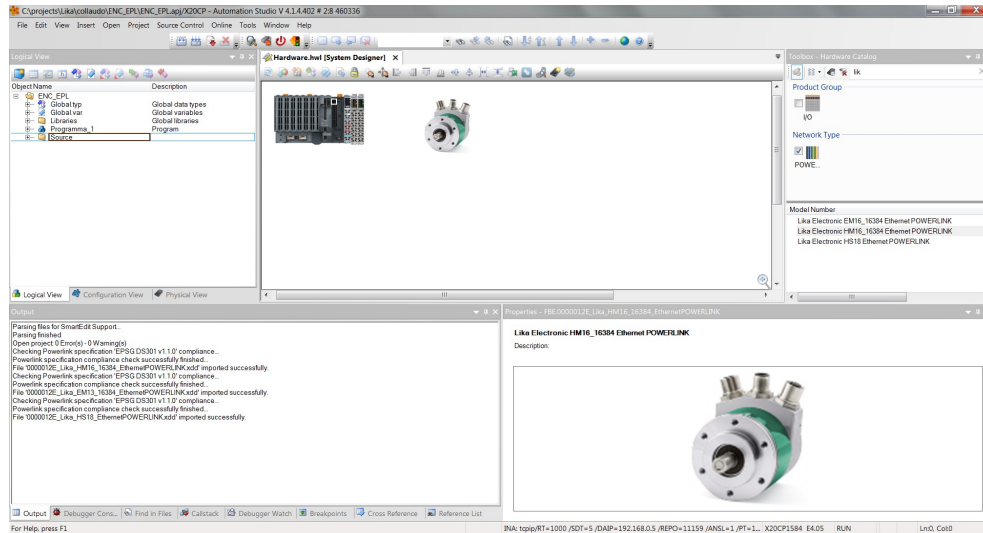 C:\projects\Lika\collaudo\ENC_EPL\ENC_EPL.apj/X20CP - Automation Studio V 4.1.4.402 # 2:8 460336
File Edit View Insert Open Project Source Control Online Tools Window Help
Logical View
Object Name Description
ENC_EPL
Global.typ Global data types
Global.var Global variables
Libraries Global libraries
Programma_1 Program
Source
Logical View Configuration View Physical View
Hardware.hwl [System Designer] X
Toolbox - Hardware Catalog
lik
Product Group
I/O
Network Type
POWE...
Model Number
Lika Electronic EM16_16384 Ethernet POWERLINK
Lika Electronic HM16_16384 Ethernet POWERLINK
Lika Electronic HS18 Ethernet POWERLINK
Output
Parsing files for SmartEdit Support...
Parsing finished
Open project: 0 Error(s) - 0 Warning(s)
Checking Powerlink specification 'EPSG DS301 v1.1.0' compliance...
Powerlink specification compliance check successfully finished...
File '0000012E_Lika_HM16_16384_EthernetPOWERLINK.xdd' imported successfully.
Checking Powerlink specification 'EPSG DS301 v1.1.0' compliance...
Powerlink specification compliance check successfully finished...
File '0000012E_Lika_EM13_16384_EthernetPOWERLINK.xdd' imported successfully.
Checking Powerlink specification 'EPSG DS301 v1.1.0' compliance...
Powerlink specification compliance check successfully finished...
File '0000012E_Lika_HS18_EthernetPOWERLINK.xdd' imported successfully.
Output Debugger Cons... Find in Files Callstack Debugger Watch Breakpoints Cross Reference Reference List
Properties - FBE.0000012E_Lika_HM16_16384_EthernetPOWERLINK
Lika Electronic HM16_16384 Ethernet POWERLINK
Description:
For Help, press F1
INA: tcpip/RT=1000 /SDT=5 /DAIP=192.168.0.5 /REPO=11159 /ANSL=1 /PT=1... X20CP1584 E4.05 RUN Ln:0, Col:0